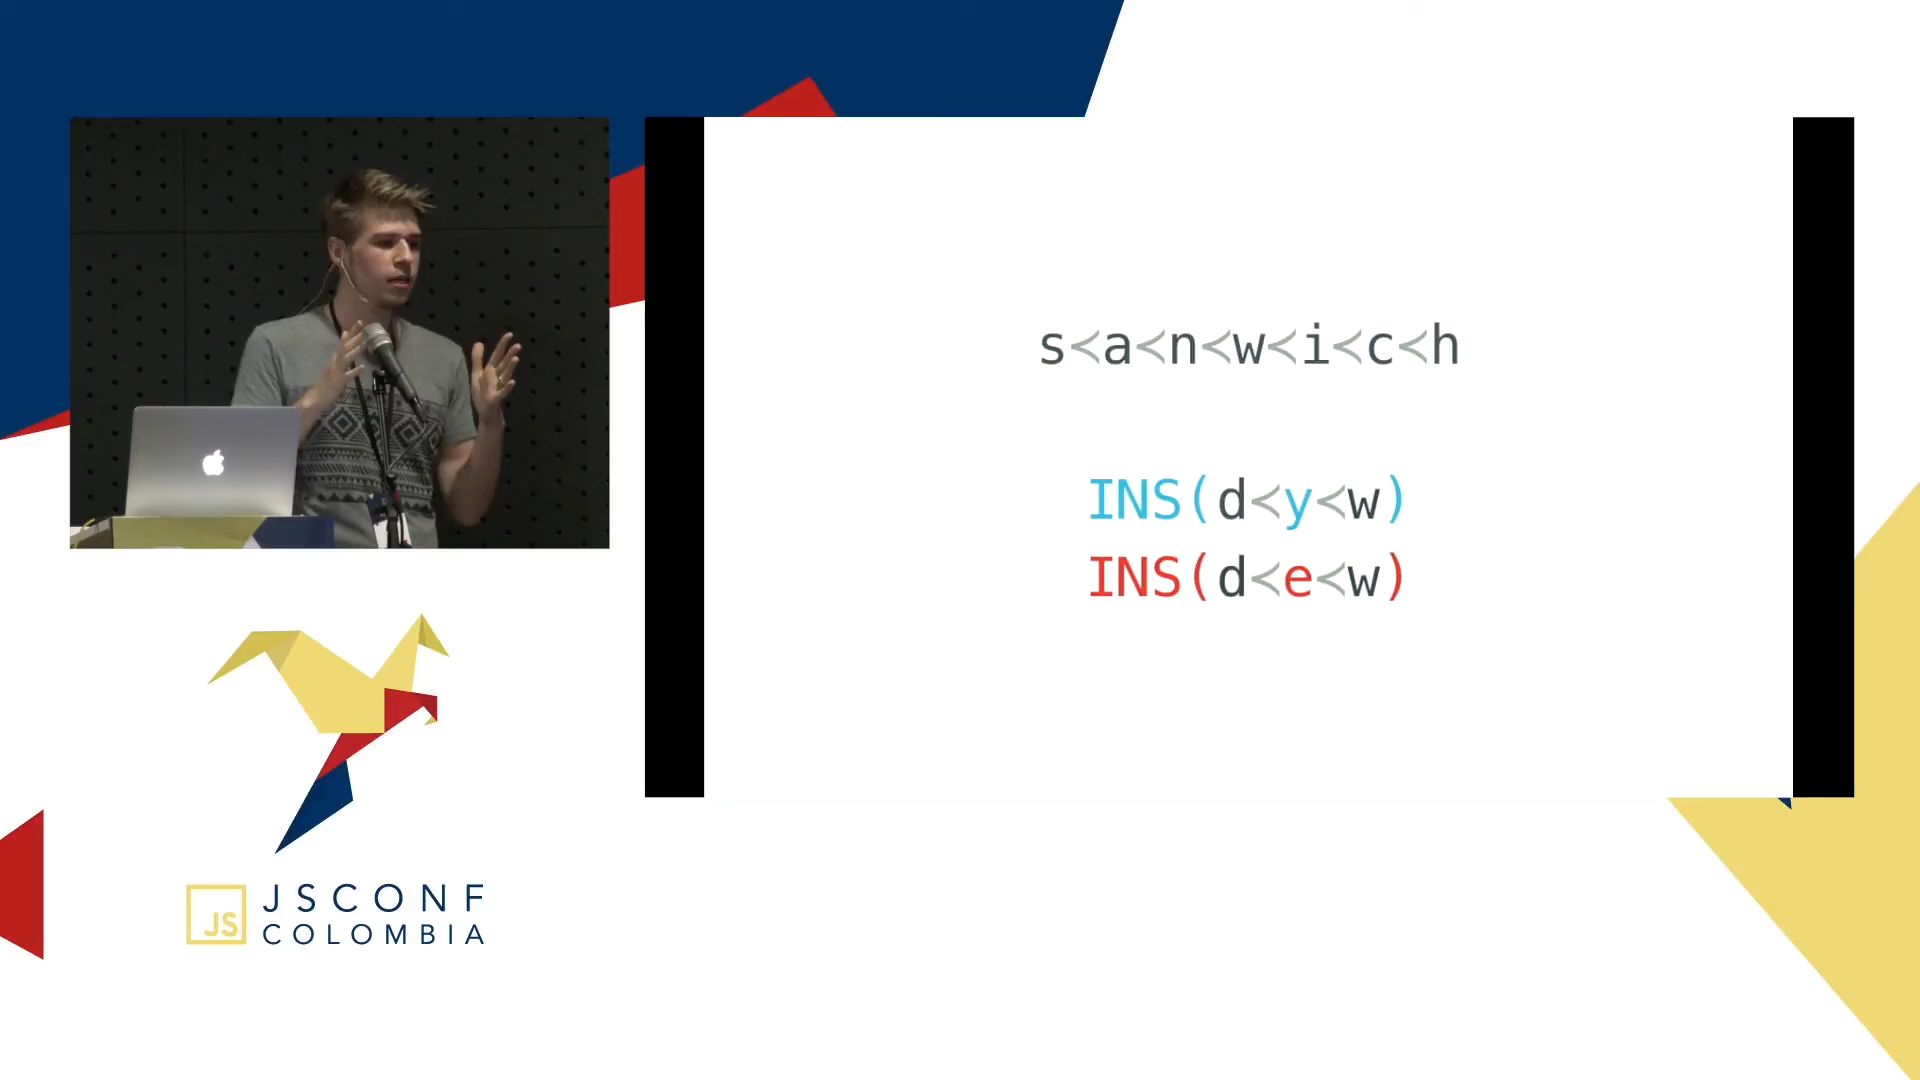 s≺a≺n≺w≺i≺c≺h
INS(d≺y≺w)
INS(d≺e≺w)
JS
JSCONF
COLOMBIA